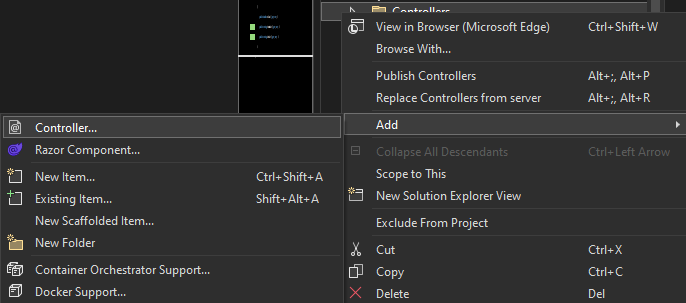 Controllers
View in Browser (Microsoft Edge) Ctrl+Shift+W
Browse With...
Publish Controllers Alt+;, Alt+P
Replace Controllers from server Alt+;, Alt+R
Add
Collapse All Descendants Ctrl+Left Arrow
Scope to This
New Solution Explorer View
Exclude From Project
Cut Ctrl+X
Copy Ctrl+C
Delete Del
Controller...
Razor Component...
New Item... Ctrl+Shift+A
Existing Item... Shift+Alt+A
New Scaffolded Item...
New Folder
Container Orchestrator Support...
Docker Support...